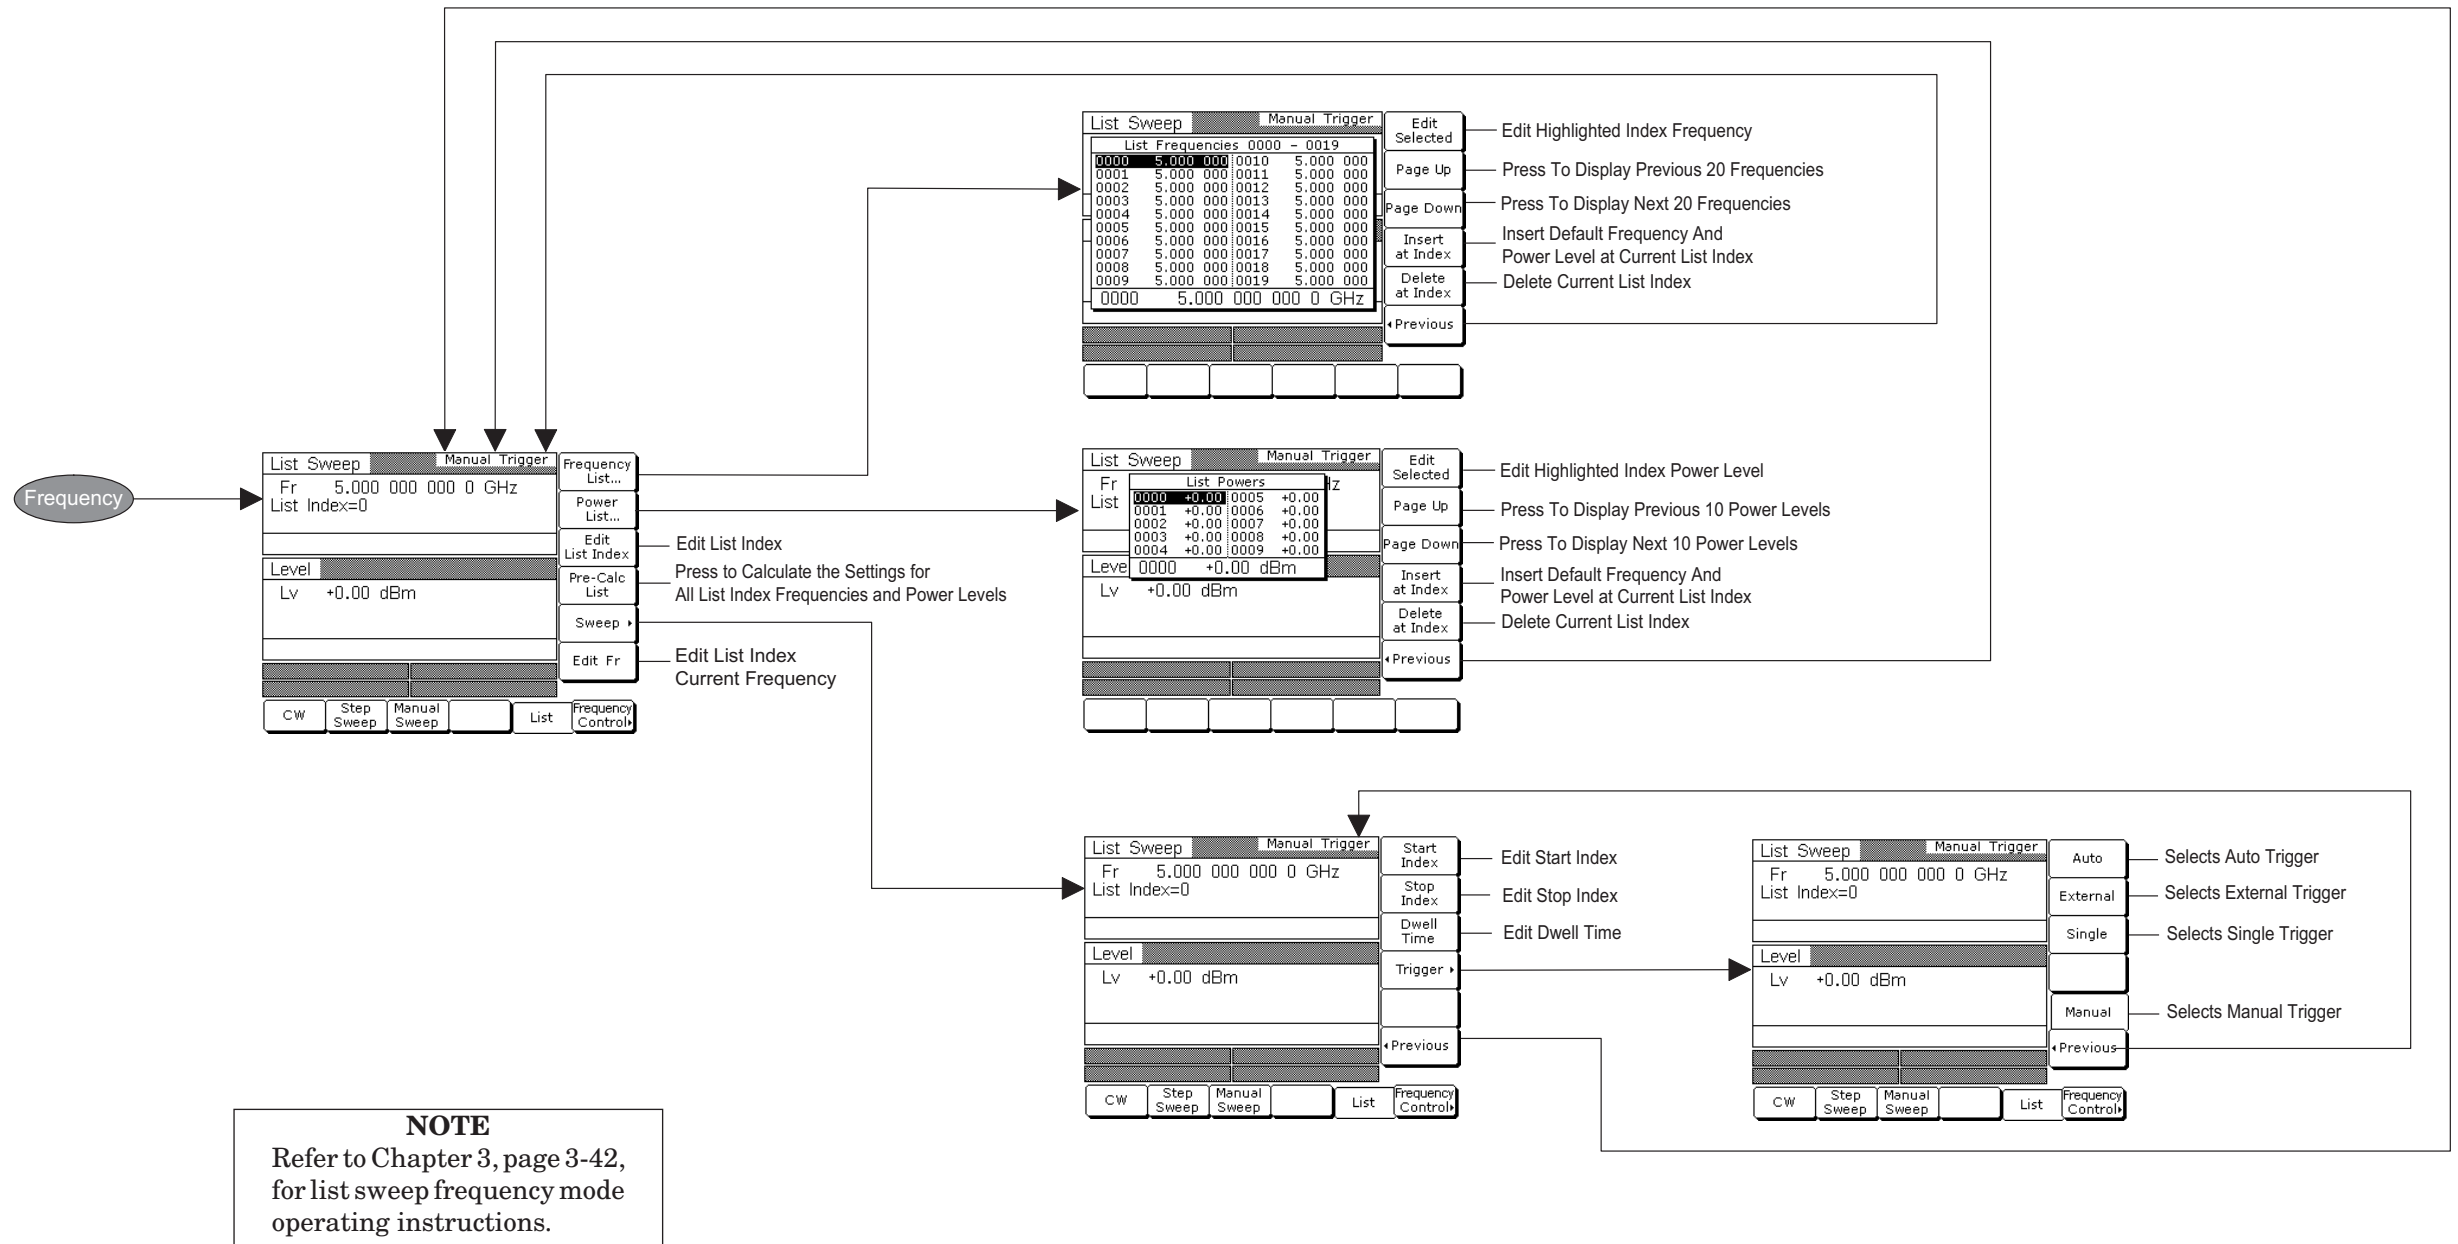 Frequency
List Sweep
Manual Trigger
Fr 5.000 000 000 0 GHz
List Index=0
Level
Lv +0.00 dBm
Frequency
List...
Power
List...
Edit
List Index
Pre-Calc
List
Sweep
Edit Fr
CW
Step
Sweep
Manual
Sweep
List
Frequency
Control
Edit List Index
Press to Calculate the Settings for
All List Index Frequencies and Power Levels
Edit List Index
Current Frequency
List Sweep
Manual Trigger
List Frequencies 0000 - 0019
0000 5.000 000 0010 5.000 000
0001 5.000 000 0011 5.000 000
0002 5.000 000 0012 5.000 000
0003 5.000 000 0013 5.000 000
0004 5.000 000 0014 5.000 000
0005 5.000 000 0015 5.000 000
0006 5.000 000 0016 5.000 000
0007 5.000 000 0017 5.000 000
0008 5.000 000 0018 5.000 000
0009 5.000 000 0019 5.000 000
0000 5.000 000 000 0 GHz
Edit
Selected
Page Up
Page Down
Insert
at Index
Delete
at Index
Previous
Edit Highlighted Index Frequency
Press To Display Previous 20 Frequencies
Press To Display Next 20 Frequencies
Insert Default Frequency And
Power Level at Current List Index
Delete Current List Index
List Sweep
Manual Trigger
Fr
Hz
List
List Powers
0000 +0.00 0005 +0.00
0001 +0.00 0006 +0.00
0002 +0.00 0007 +0.00
0003 +0.00 0008 +0.00
0004 +0.00 0009 +0.00
0000 +0.00 dBm
Leve
Lv +0.00 dBm
Edit
Selected
Page Up
Page Down
Insert
at Index
Delete
at Index
Previous
Edit Highlighted Index Power Level
Press To Display Previous 10 Power Levels
Press To Display Next 10 Power Levels
Insert Default Frequency And
Power Level at Current List Index
Delete Current List Index
List Sweep
Manual Trigger
Fr 5.000 000 000 0 GHz
List Index=0
Level
Lv +0.00 dBm
Start
Index
Stop
Index
Dwell
Time
Trigger
Previous
CW
Step
Sweep
Manual
Sweep
List
Frequency
Control
Edit Start Index
Edit Stop Index
Edit Dwell Time
List Sweep
Manual Trigger
Fr 5.000 000 000 0 GHz
List Index=0
Level
Lv +0.00 dBm
Auto
External
Single
Manual
Previous
CW
Step
Sweep
Manual
Sweep
List
Frequency
Control
Selects Auto Trigger
Selects External Trigger
Selects Single Trigger
Selects Manual Trigger
NOTE
Refer to Chapter 3, page 3-42,
for list sweep frequency mode
operating instructions.